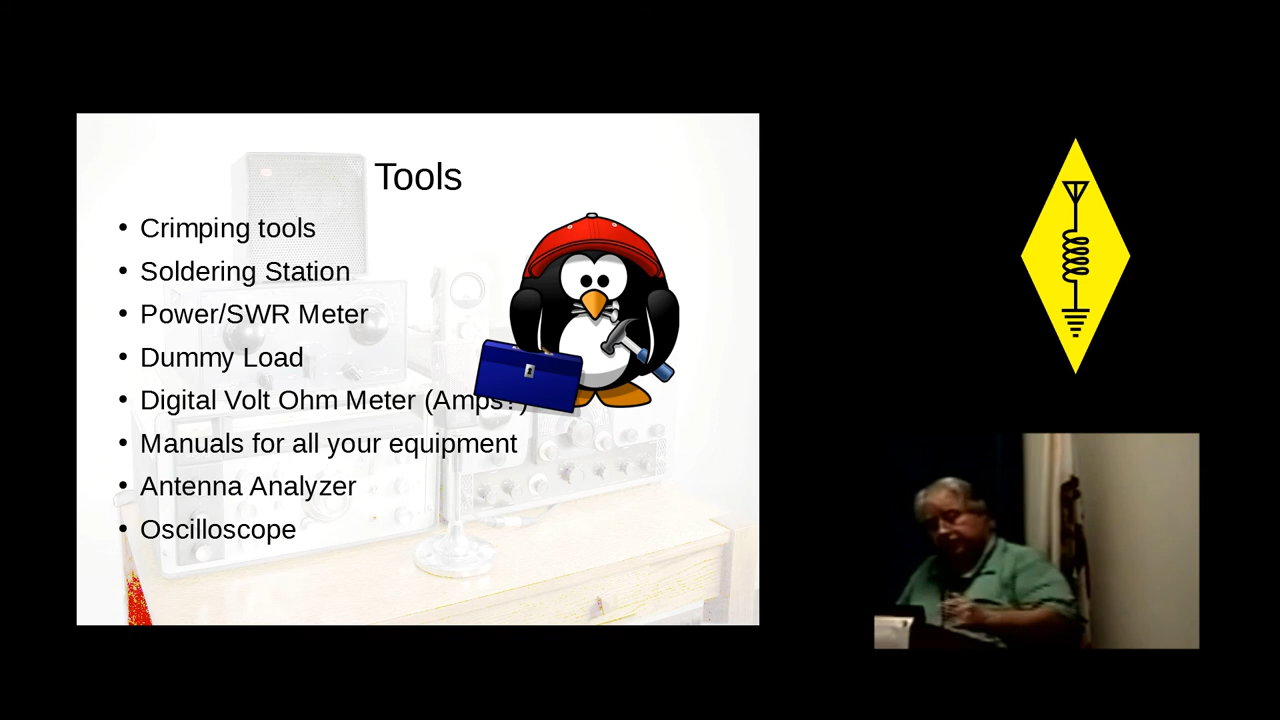 Tools
• Crimping tools
• Soldering Station
• Power/SWR Meter
• Dummy Load
• Digital Volt Ohm Meter (Amps?)
• Manuals for all your equipment
• Antenna Analyzer
• Oscilloscope